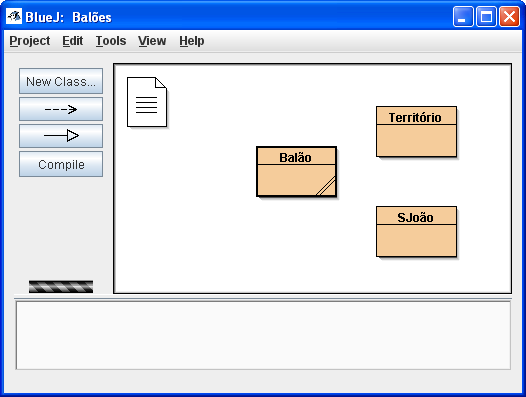 BlueJ: Balões
Project Edit Tools View Help
New Class...
Compile
Balão
Território
SJoão